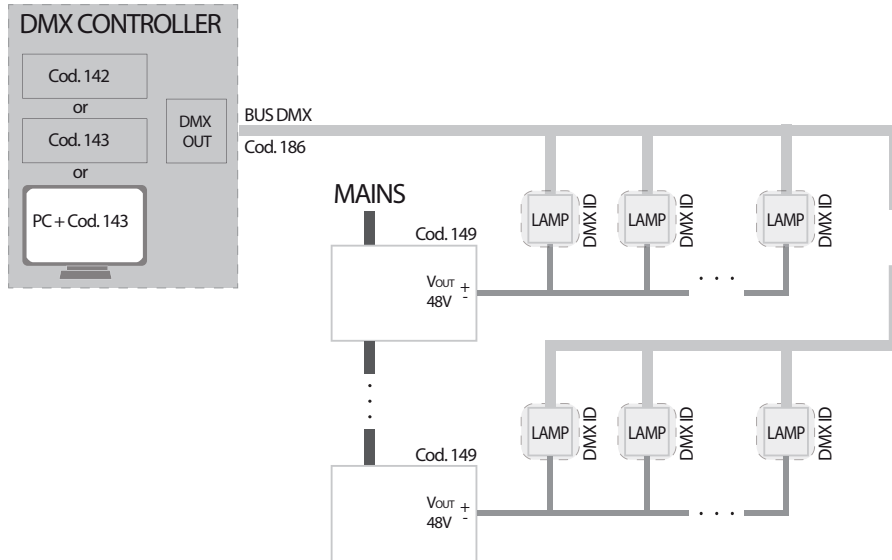 DMX CONTROLLER
Cod. 142
or
Cod. 143
or
PC + Cod. 143
DMX
OUT
BUS DMX
Cod. 186
MAINS
LAMP
DMX ID
LAMP
DMX ID
LAMP
DMX ID
Cod. 149
VOUT +
48V -
. . .
.
.
.
LAMP
DMX ID
LAMP
DMX ID
LAMP
DMX ID
Cod. 149
VOUT +
48V -
. . .